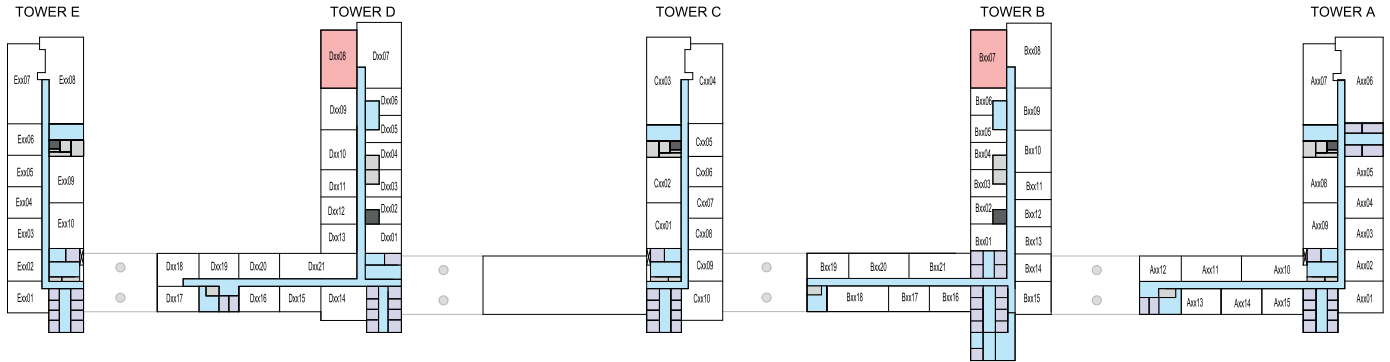 TOWER E
TOWER D
TOWER C
TOWER B
TOWER A
Exx07
Exx08
Exx06
Exx05
Exx09
Exx04
Exx10
Exx03
Exx02
Exx01
Dxx08
Dxx07
Dxx09
Dxx06
Dxx05
Dxx10
Dxx04
Dxx11
Dxx03
Dxx12
Dxx02
Dxx13
Dxx01
Dxx18
Dxx19
Dxx20
Dxx21
Dxx17
Dxx16
Dxx15
Dxx14
Cxx03
Cxx04
Cxx05
Cxx06
Cxx02
Cxx07
Cxx01
Cxx08
Cxx09
Cxx10
Bxx07
Bxx08
Bxx06
Bxx09
Bxx05
Bxx04
Bxx10
Bxx03
Bxx11
Bxx02
Bxx12
Bxx01
Bxx13
Bxx19
Bxx20
Bxx21
Bxx14
Bxx18
Bxx17
Bxx16
Bxx15
Axx07
Axx06
Axx05
Axx08
Axx04
Axx09
Axx03
Axx12
Axx11
Axx10
Axx02
Axx13
Axx14
Axx15
Axx01